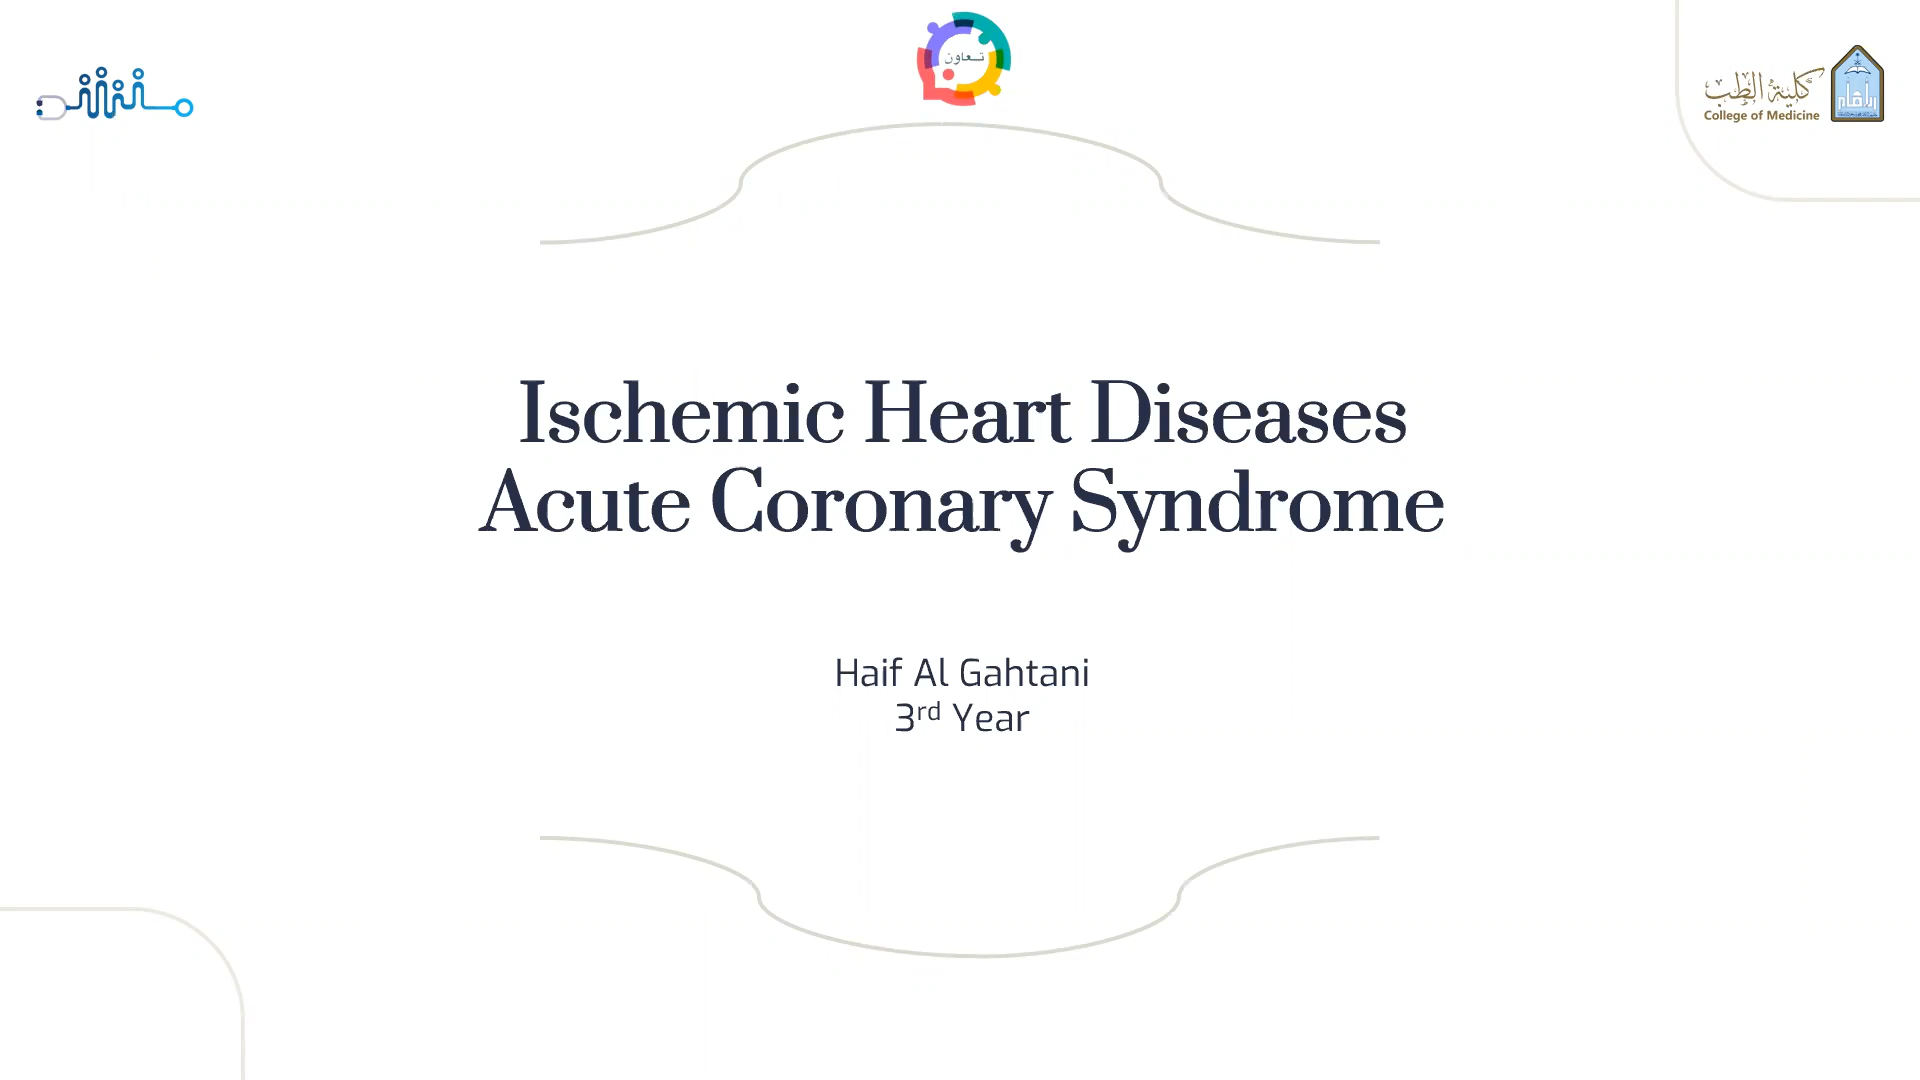 تعاون
كلية الطب
College of Medicine
Ischemic Heart Diseases
Acute Coronary Syndrome
Haif Al Gahtani
3rd Year